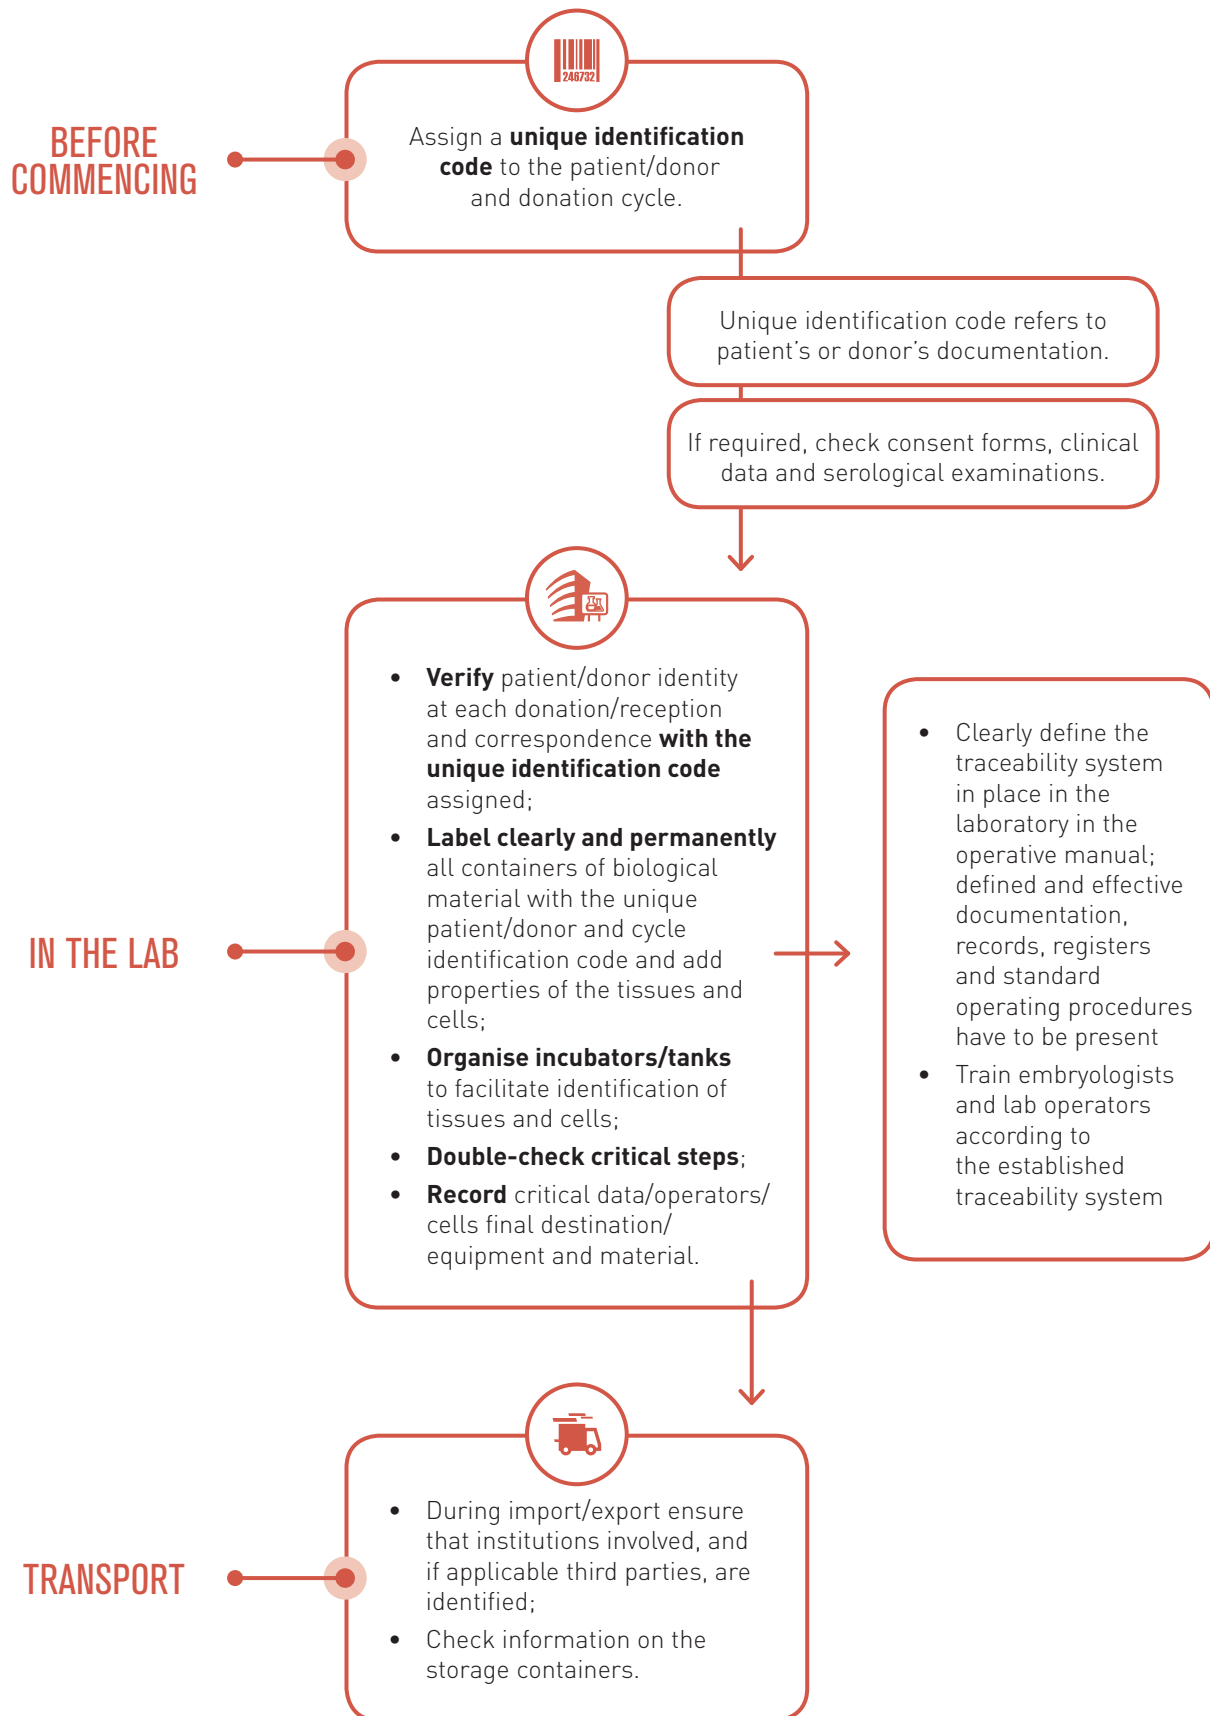 246732
BEFORE
COMMENCING
Assign a unique identification
code to the patient/donor
and donation cycle.
Unique identification code refers to
patient's or donor's documentation.
If required, check consent forms, clinical
data and serological examinations.
IN THE LAB
• Verify patient/donor identity
at each donation/reception
and correspondence with the
unique identification code
assigned;
• Label clearly and permanently
all containers of biological
material with the unique
patient/donor and cycle
identification code and add
properties of the tissues and
cells;
• Organise incubators/tanks
to facilitate identification of
tissues and cells;
• Double-check critical steps;
• Record critical data/operators/
cells final destination/
equipment and material.
• Clearly define the
traceability system
in place in the
laboratory in the
operative manual;
defined and effective
documentation,
records, registers
and standard
operating procedures
have to be present
• Train embryologists
and lab operators
according to
the established
traceability system
TRANSPORT
• During import/export ensure
that institutions involved, and
if applicable third parties, are
identified;
• Check information on the
storage containers.